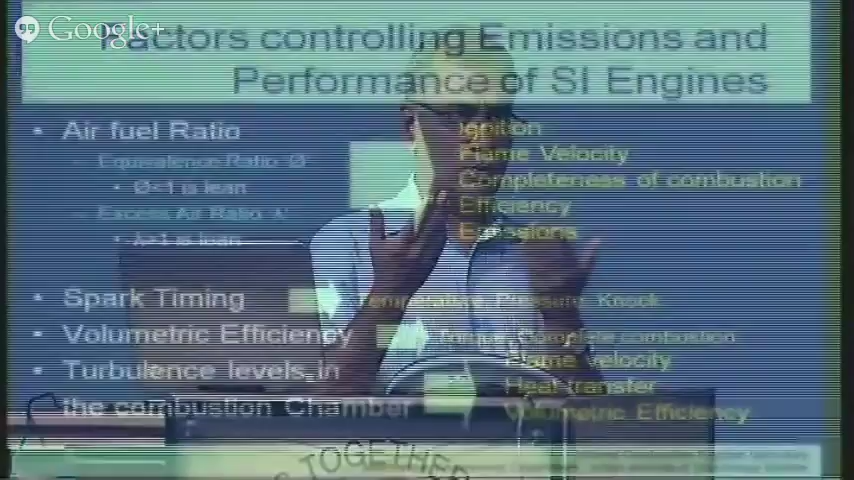 Google+
Factors controlling Emissions and
Performance of SI Engines
• Air fuel Ratio
– Equivalence Ratio Ø
• Ø<1 is lean
– Excess Air Ratio λ
• λ>1 is lean
Ignition
Flame Velocity
Completeness of combustion
Efficiency
Emissions
• Spark Timing
Temperature, Pressure, Knock
• Volumetric Efficiency
Torque, Complete combustion
• Turbulence levels in
the combustion Chamber
Flame velocity
Heat transfer
Volumetric Efficiency
TOGETHER